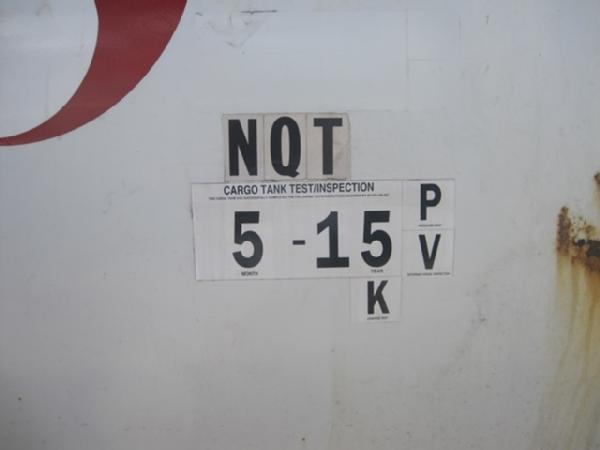 NQT
CARGO TANK TEST/INSPECTION
5 - 15
MONTH YEAR
P
V
K